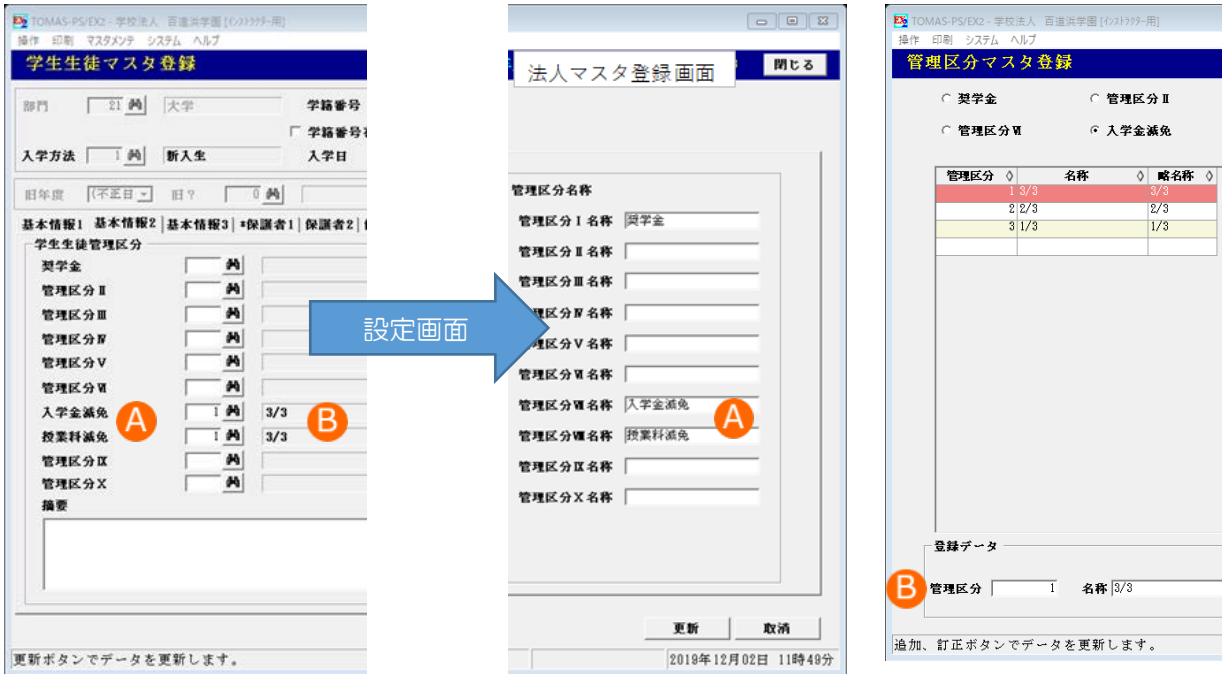 TOMAS-PS/EX2 - 学校法人 百道浜学園 [インストラクター用]
操作 印刷 マスタメンテ システム ヘルプ
学生生徒マスタ登録
部門 21 大学 学籍番号
学籍番号
入学方法 1 新入生 入学日
旧年度 (不正日 旧? 0
基本情報1 基本情報2 基本情報3 *保護者1 保護者2
学生生徒管理区分
奨学金
管理区分Ⅱ
管理区分Ⅲ
管理区分Ⅳ
管理区分Ⅴ
管理区分Ⅵ
入学金減免 A 1 3/3 B
授業料減免 1 3/3
管理区分Ⅸ
管理区分Ⅹ
摘要
更新ボタンでデータを更新します。
設定画面
法人マスタ登録画面
閉じる
管理区分名称
管理区分Ⅰ名称 奨学金
管理区分Ⅱ名称
管理区分Ⅲ名称
管理区分Ⅳ名称
管理区分Ⅴ名称
管理区分Ⅵ名称
管理区分Ⅶ名称 入学金減免 A
管理区分Ⅷ名称 授業料減免
管理区分Ⅸ名称
管理区分Ⅹ名称
更新 取消
2019年12月02日 11時49分
TOMAS-PS/EX2 - 学校法人 百道浜学園 [インストラクター用]
操作 印刷 システム ヘルプ
管理区分マスタ登録
奨学金 管理区分Ⅱ
管理区分Ⅵ 入学金減免
管理区分 名称 略名称
1 3/3 3/3
2 2/3 2/3
3 1/3 1/3
登録データ
B 管理区分 1 名称 3/3
追加、訂正ボタンでデータを更新します。